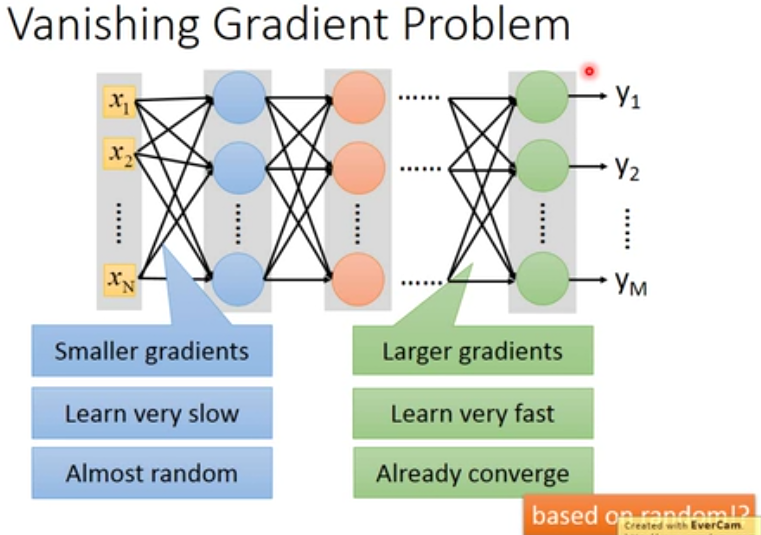 Vanishing Gradient Problem
x1
y1
x2
y2
xN
yM
Smaller gradients
Larger gradients
Learn very slow
Learn very fast
Almost random
Already converge
based on random!?
Created with EverCam.